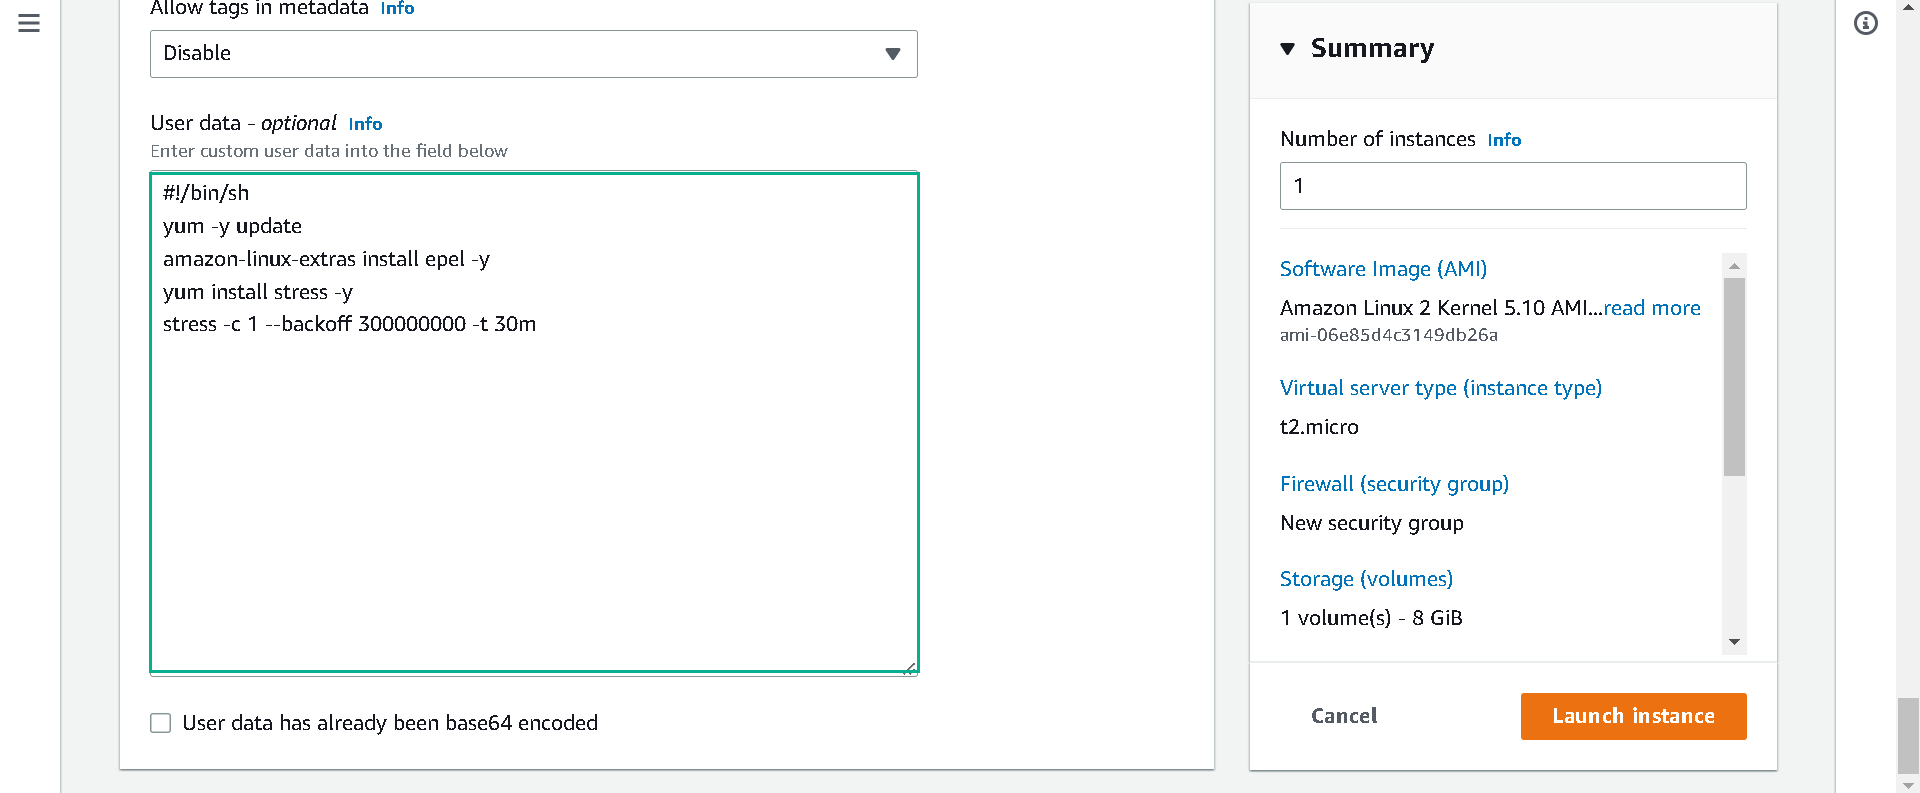 Allow tags in metadata Info
Disable
User data - optional Info
Enter custom user data into the field below
#!/bin/sh
yum -y update
amazon-linux-extras install epel -y
yum install stress -y
stress -c 1 --backoff 300000000 -t 30m
User data has already been base64 encoded
Summary
Number of instances Info
1
Software Image (AMI)
Amazon Linux 2 Kernel 5.10 AMI...read more
ami-06e85d4c3149db26a
Virtual server type (instance type)
t2.micro
Firewall (security group)
New security group
Storage (volumes)
1 volume(s) - 8 GiB
Cancel
Launch instance